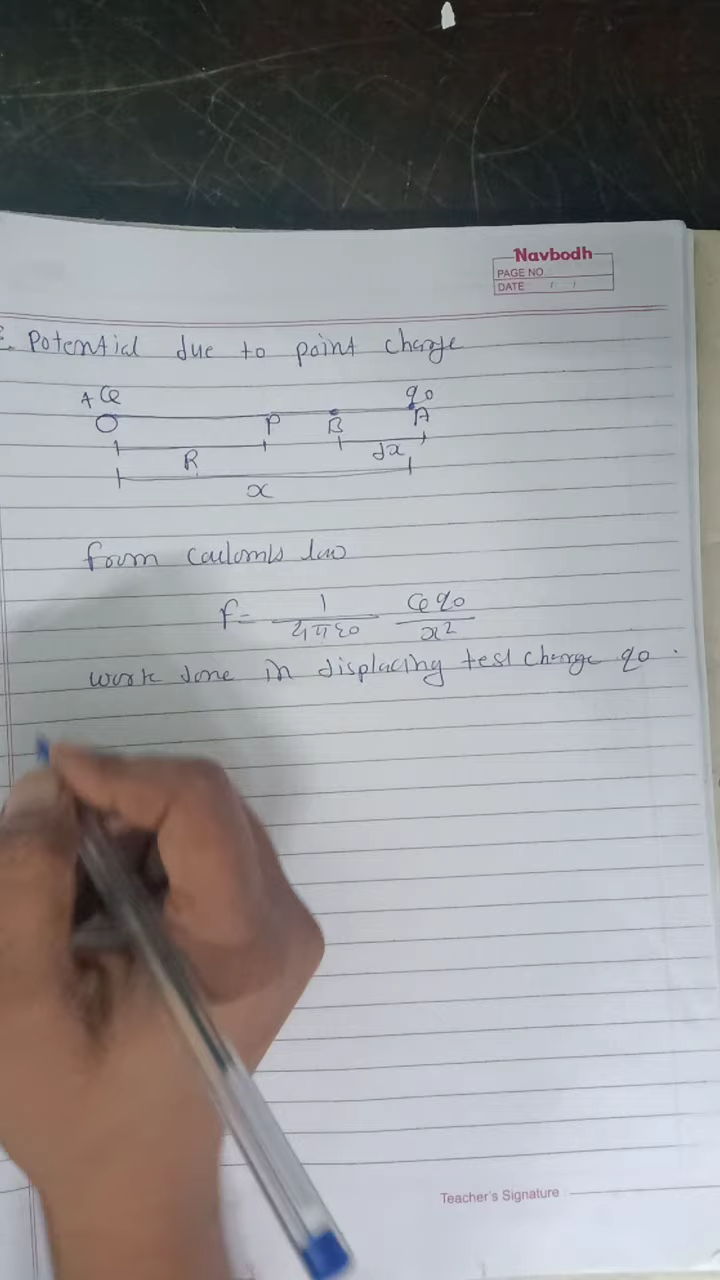 Navbodh
PAGE NO.
DATE / /
Potential due to point charge
+Q q0
O P B A
R dx
x
from Coulombs law
F= 1/4πε0 Qq0/x²
work done in displacing test charge q0
Teacher's Signature